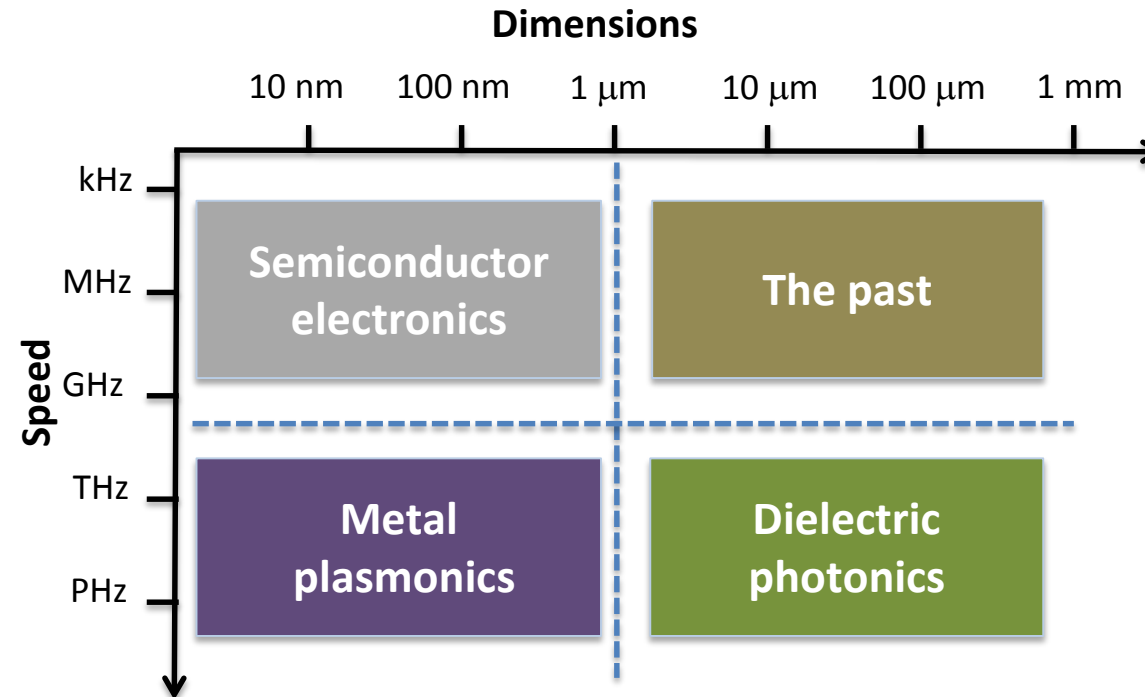 Dimensions
10 nm 100 nm 1 μm 10 μm 100 μm 1 mm
kHz
Semiconductor
electronics
The past
MHz
GHz
Speed
THz
Metal
plasmonics
Dielectric
photonics
PHz